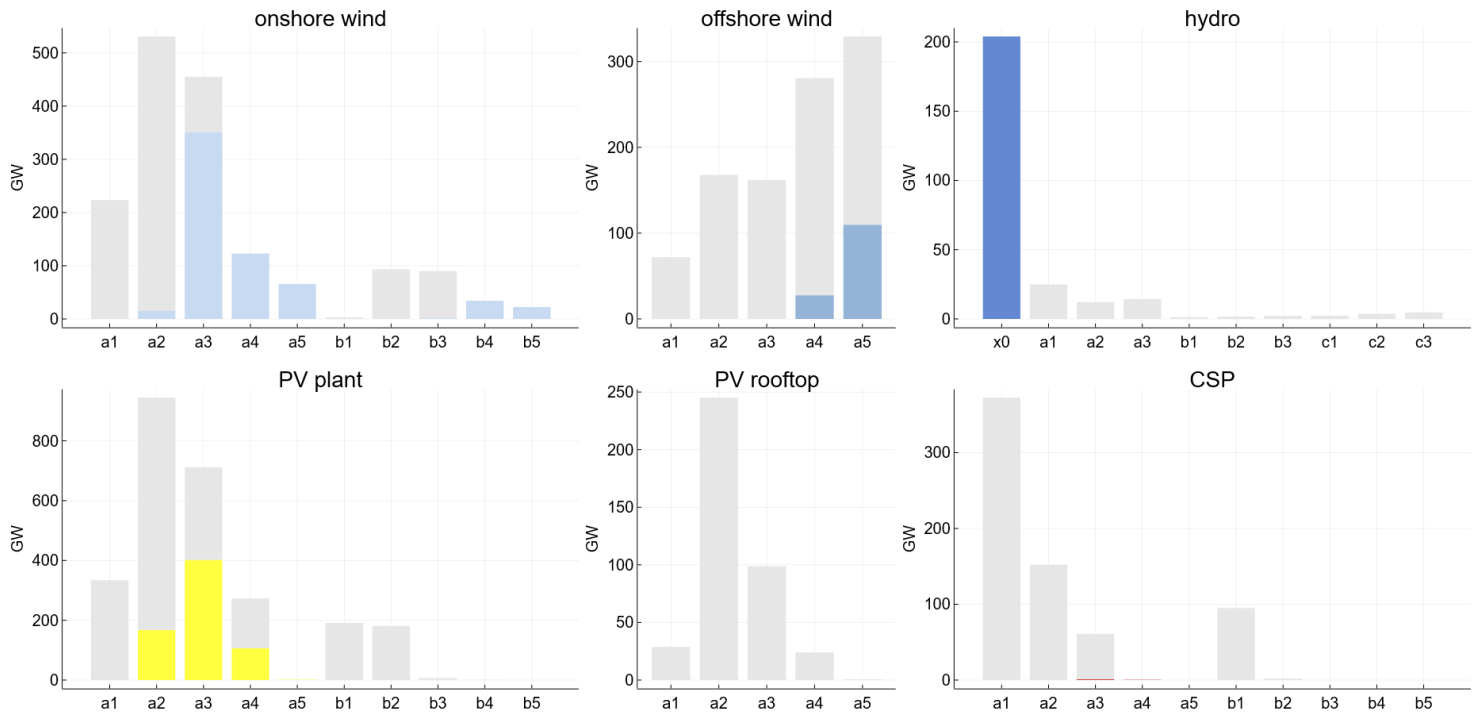 onshore wind
GW
500
400
300
200
100
0
a1 a2 a3 a4 a5 b1 b2 b3 b4 b5
offshore wind
GW
300
200
100
0
a1 a2 a3 a4 a5
hydro
GW
200
150
100
50
0
x0 a1 a2 a3 b1 b2 b3 c1 c2 c3
PV plant
GW
800
600
400
200
0
a1 a2 a3 a4 a5 b1 b2 b3 b4 b5
PV rooftop
GW
250
200
150
100
50
0
a1 a2 a3 a4 a5
CSP
GW
300
200
100
0
a1 a2 a3 a4 a5 b1 b2 b3 b4 b5